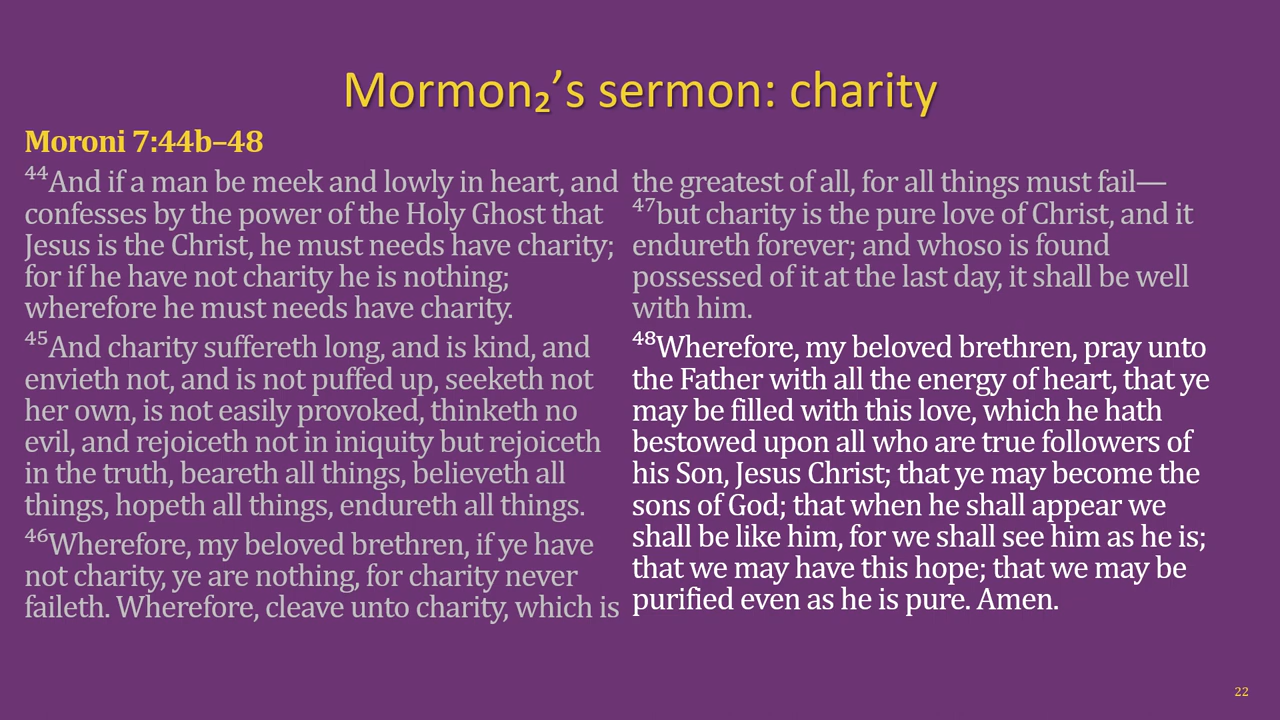 Mormon₂’s sermon: charity
Moroni 7:44b–48
⁴⁴And if a man be meek and lowly in heart, and
confesses by the power of the Holy Ghost that
Jesus is the Christ, he must needs have charity;
for if he have not charity he is nothing;
wherefore he must needs have charity.
⁴⁵And charity suffereth long, and is kind, and
envieth not, and is not puffed up, seeketh not
her own, is not easily provoked, thinketh no
evil, and rejoiceth not in iniquity but rejoiceth
in the truth, beareth all things, believeth all
things, hopeth all things, endureth all things.
⁴⁶Wherefore, my beloved brethren, if ye have
not charity, ye are nothing, for charity never
faileth. Wherefore, cleave unto charity, which is
the greatest of all, for all things must fail—
⁴⁷but charity is the pure love of Christ, and it
endureth forever; and whoso is found
possessed of it at the last day, it shall be well
with him.
⁴⁸Wherefore, my beloved brethren, pray unto
the Father with all the energy of heart, that ye
may be filled with this love, which he hath
bestowed upon all who are true followers of
his Son, Jesus Christ; that ye may become the
sons of God; that when he shall appear we
shall be like him, for we shall see him as he is;
that we may have this hope; that we may be
purified even as he is pure. Amen.
22